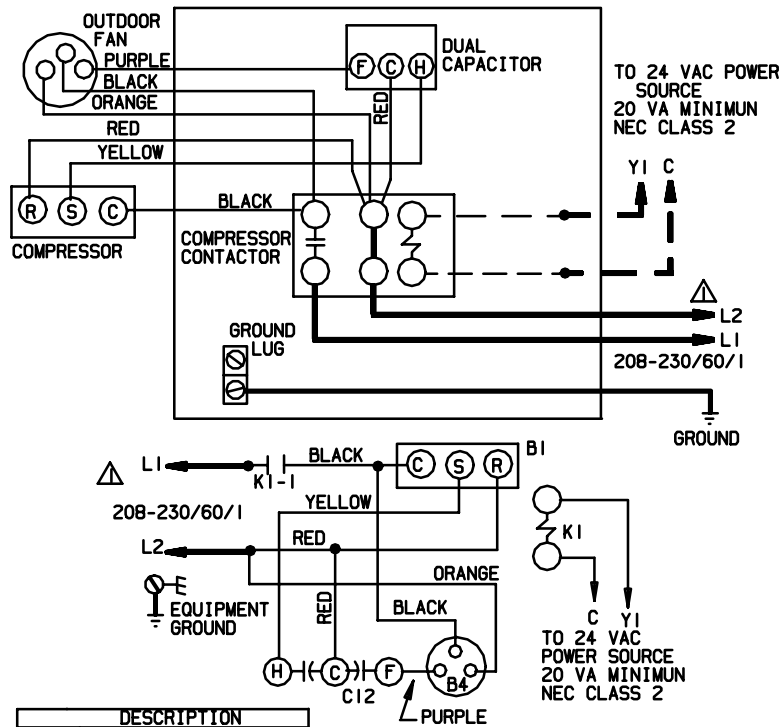 OUTDOOR
FAN
PURPLE
BLACK
ORANGE
RED
YELLOW
F C H
DUAL
CAPACITOR
RED
TO 24 VAC POWER
SOURCE
20 VA MINIMUN
NEC CLASS 2
Y1 C
R S C
COMPRESSOR
BLACK
COMPRESSOR
CONTACTOR
L2
L1
208-230/60/1
GROUND
LUG
GROUND
L1
K1-1
BLACK
C S R
B1
208-230/60/1
YELLOW
L2
RED
K1
EQUIPMENT
GROUND
RED
ORANGE
BLACK
H C F
C12
B4
PURPLE
C Y1
TO 24 VAC
POWER SOURCE
20 VA MINIMUN
NEC CLASS 2
DESCRIPTION